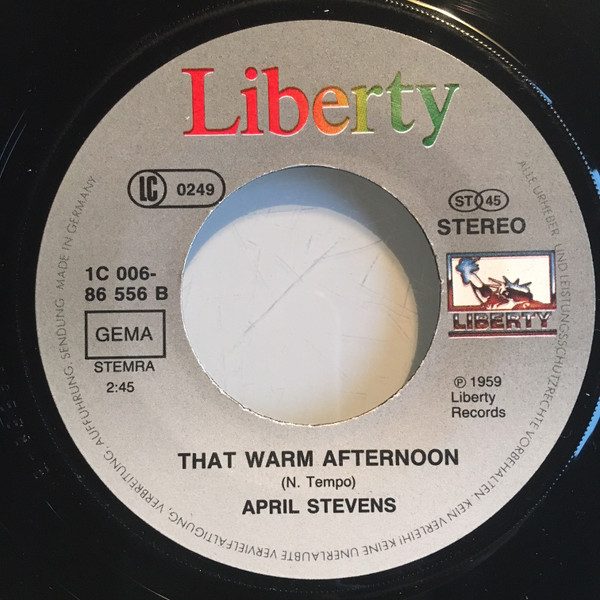 Liberty
LC 0249
ST 45
STEREO
1C 006-
86 556 B
GEMA
STEMRA
2:45
LIBERTY
℗ 1959
Liberty
Records
THAT WARM AFTERNOON
(N. Tempo)
APRIL STEVENS
ALLE URHEBER- UND LEISTUNGSSCHUTZRECHTE VORBEHALTEN. KEIN VERLEIH! KEINE UNERLAUBTE VERVIELFÄLTIGUNG, VERBREITUNG, AUFFÜHRUNG, SENDUNG · MADE IN GERMANY